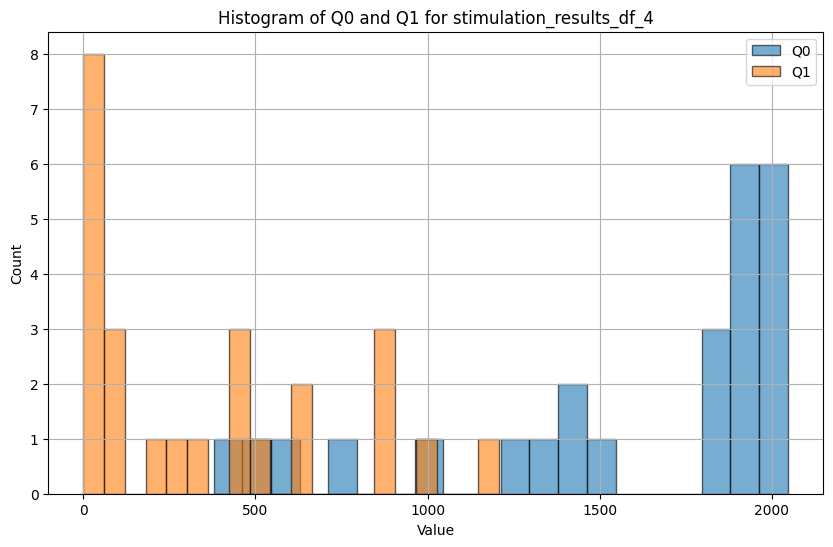 Histogram of Q0 and Q1 for stimulation_results_df_4
Q0
Q1
8
7
6
5
4
3
2
1
0
Count
0
500
1000
1500
2000
Value